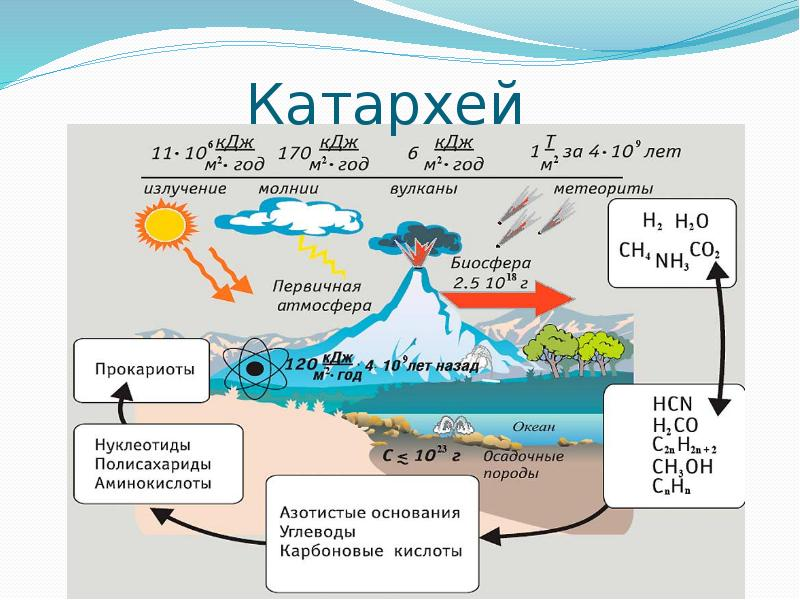 Катархей
11·10⁶ кДж/м²·год 170 кДж/м²·год 6 кДж/м²·год 1 Т/м² за 4·10⁹ лет
излучение молнии вулканы метеориты
H₂ H₂O
CH₄ NH₃ CO₂
Биосфера
2.5 10¹⁸ г
Первичная
атмосфера
120 кДж/м²·год · 4 10⁹ лет назад
Прокариоты
HCN
H₂CO
C₂ₙH₂ₙ₊₂
CH₃OH
CₙHₙ
Океан
Нуклеотиды
Полисахариды
Аминокислоты
C ≲ 10²³ г
Осадочные
породы
Азотистые основания
Углеводы
Карбоновые кислоты